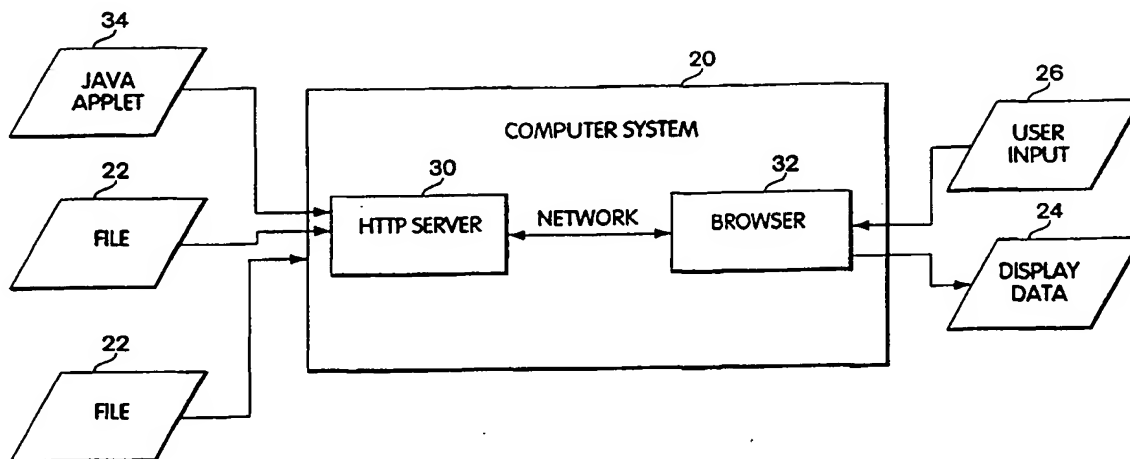 34
JAVA
APPLET
22
FILE
22
FILE
20
COMPUTER SYSTEM
30
HTTP SERVER
NETWORK
32
BROWSER
26
USER
INPUT
24
DISPLAY
DATA